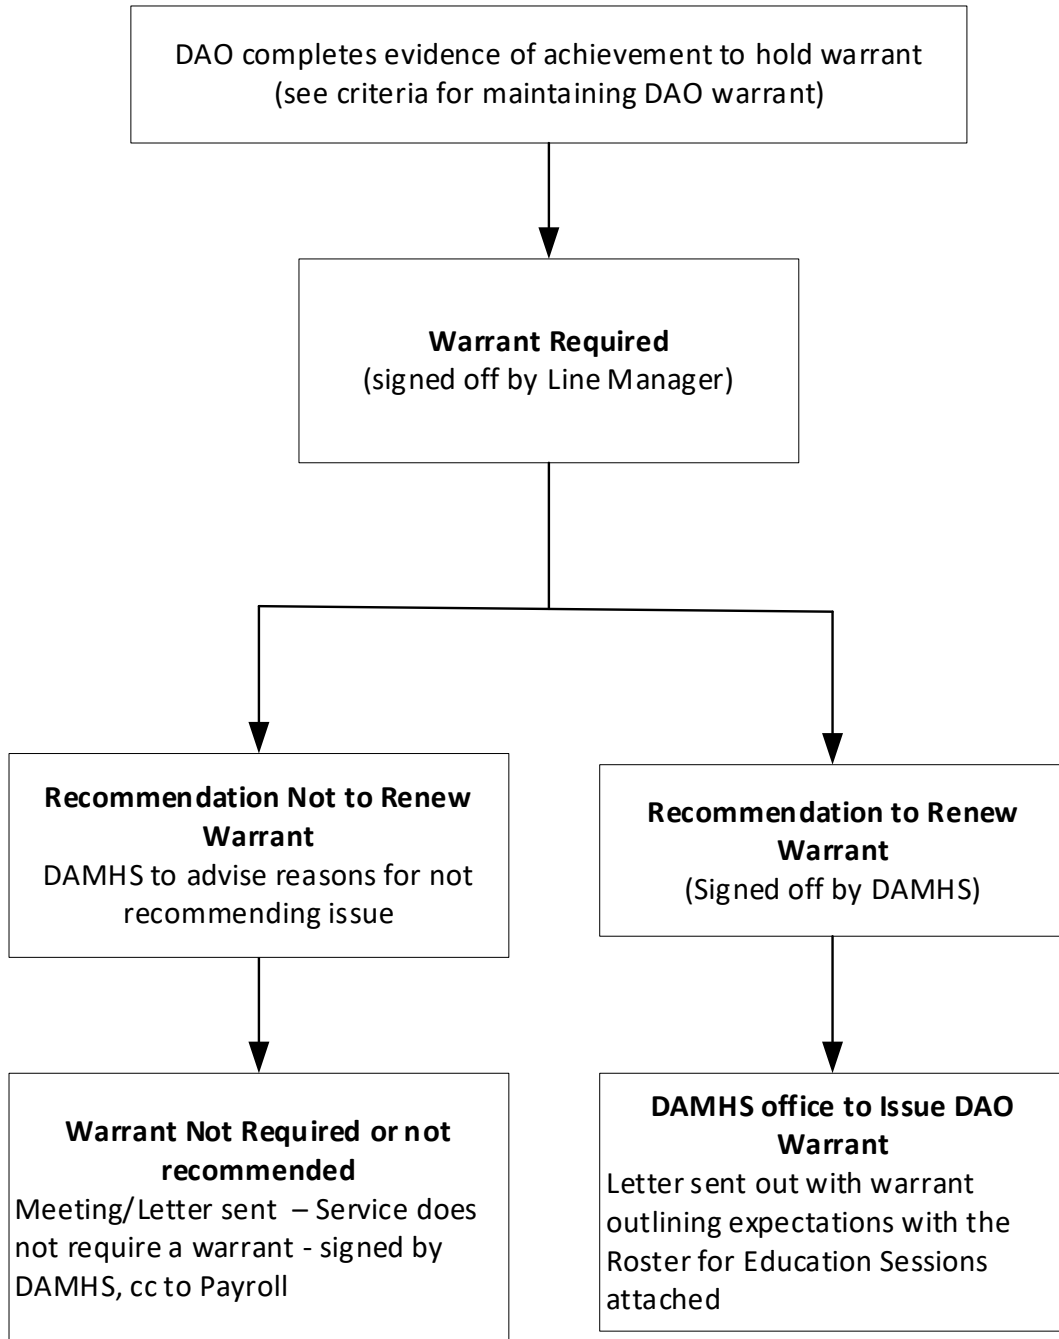 DAO completes evidence of achievement to hold warrant
(see criteria for maintaining DAO warrant)
Warrant Required
(signed off by Line Manager)
Recommendation Not to Renew
Warrant
DAMHS to advise reasons for not
recommending issue
Recommendation to Renew
Warrant
(Signed off by DAMHS)
Warrant Not Required or not
recommended
Meeting/Letter sent – Service does
not require a warrant - signed by
DAMHS, cc to Payroll
DAMHS office to Issue DAO
Warrant
Letter sent out with warrant
outlining expectations with the
Roster for Education Sessions
attached